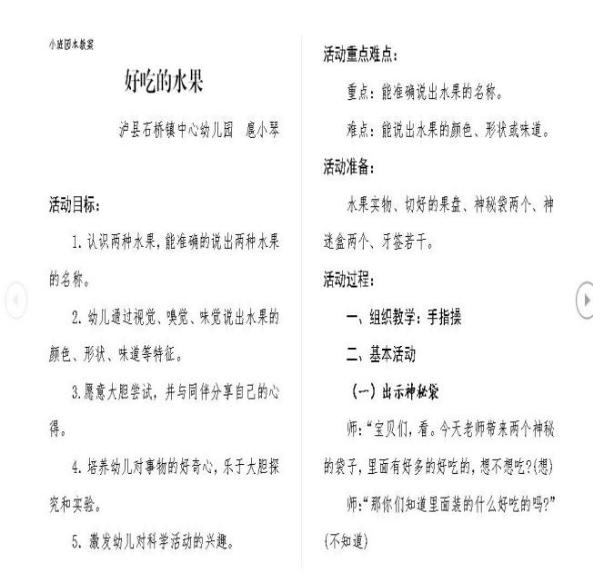 小班园本教案
好吃的水果
泸县石桥镇中心幼儿园 扈小琴
活动目标：
1. 认识两种水果，能准确的说出两种水果
的名称。
2. 幼儿通过视觉、嗅觉、味觉说出水果的
颜色、形状、味道等特征。
3.愿意大胆尝试，并与同伴分享自己的心
得。
4. 培养幼儿对事物的好奇心，乐于大胆探
究和实验。
5. 激发幼儿对科学活动的兴趣。
活动重点难点：
重点：能准确说出水果的名称。
难点：能说出水果的颜色、形状或味道。
活动准备：
水果实物、切好的果盘、神秘袋两个、神
迷盒两个、牙签若干。
活动过程：
一、组织教学：手指操
二、基本活动
（一）出示神秘袋
师：“宝贝们，看。今天老师带来两个神秘
的袋子，里面有好多的好吃的，想不想吃?(想)
师：“那你们知道里面装的什么好吃的吗?”
(不知道)